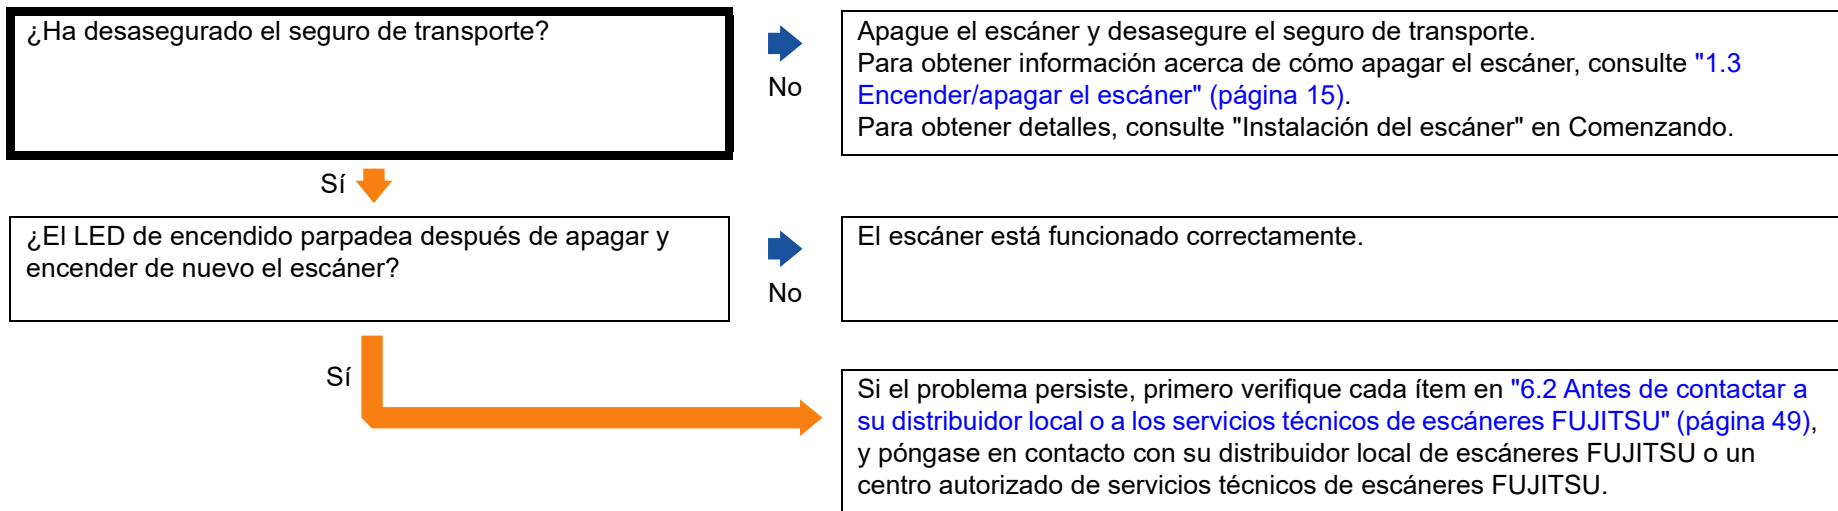 ¿Ha desasegurado el seguro de transporte?
No
Apague el escáner y desasegure el seguro de transporte.
Para obtener información acerca de cómo apagar el escáner, consulte "1.3
Encender/apagar el escáner" (página 15).
Para obtener detalles, consulte "Instalación del escáner" en Comenzando.
Sí
¿El LED de encendido parpadea después de apagar y
encender de nuevo el escáner?
No
El escáner está funcionado correctamente.
Sí
Si el problema persiste, primero verifique cada ítem en "6.2 Antes de contactar a
su distribuidor local o a los servicios técnicos de escáneres FUJITSU" (página 49),
y póngase en contacto con su distribuidor local de escáneres FUJITSU o un
centro autorizado de servicios técnicos de escáneres FUJITSU.